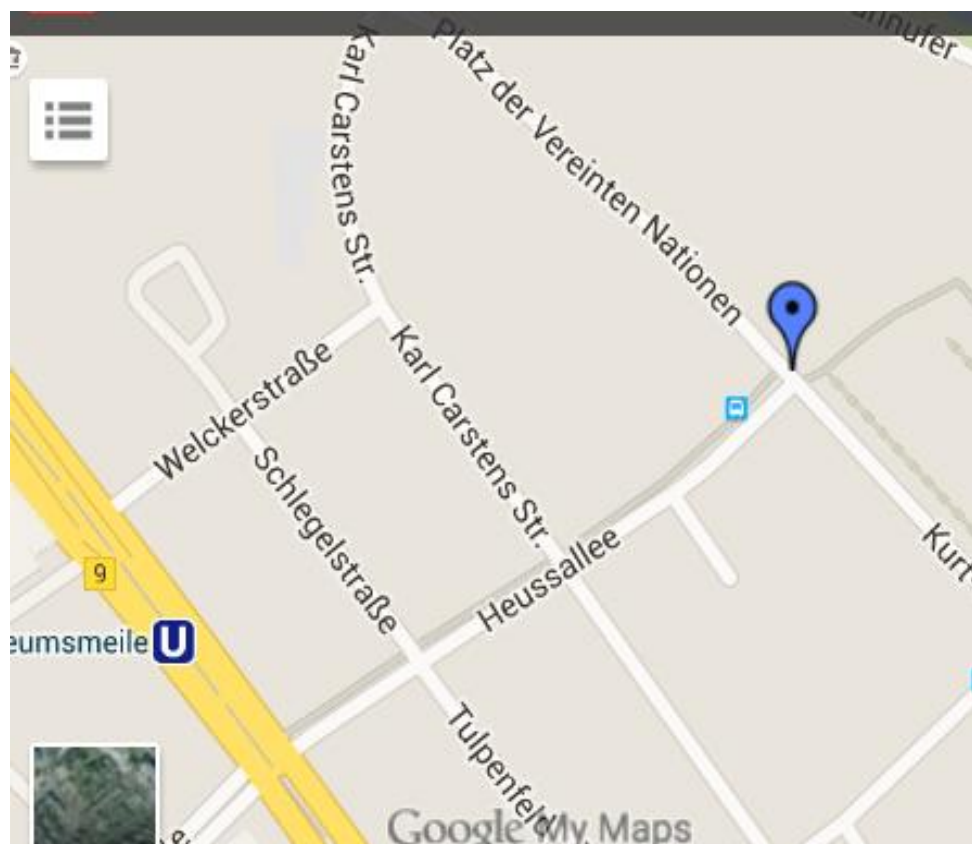 Karl Carstens Str.
Platz der Vereinten Nationen
Karl Carstens Str.
Welckerstraße
Schlegelstraße
Heussallee
Kurt
9
eumsmeile U
Tulpenfeld
Google My Maps